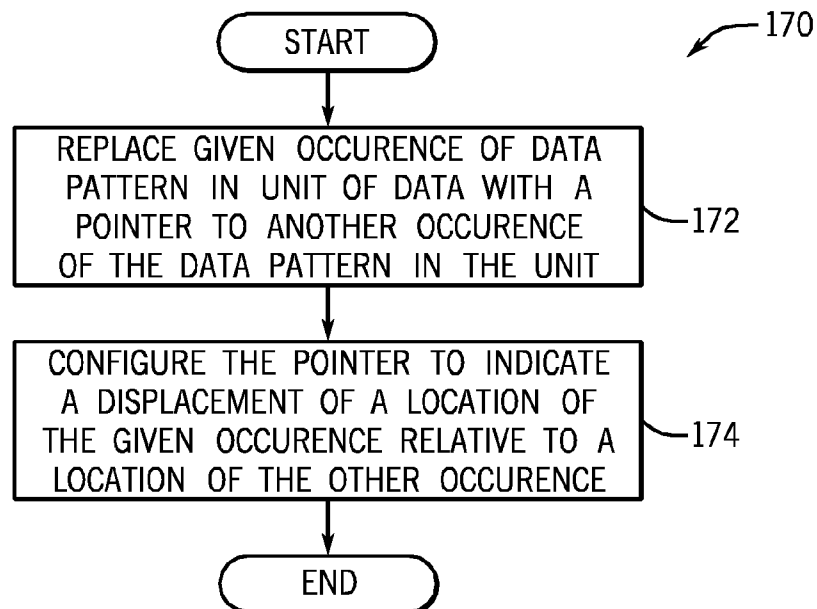 START
170
REPLACE GIVEN OCCURENCE OF DATA
PATTERN IN UNIT OF DATA WITH A
POINTER TO ANOTHER OCCURENCE
OF THE DATA PATTERN IN THE UNIT
172
CONFIGURE THE POINTER TO INDICATE
A DISPLACEMENT OF A LOCATION OF
THE GIVEN OCCURENCE RELATIVE TO A
LOCATION OF THE OTHER OCCURENCE
174
END